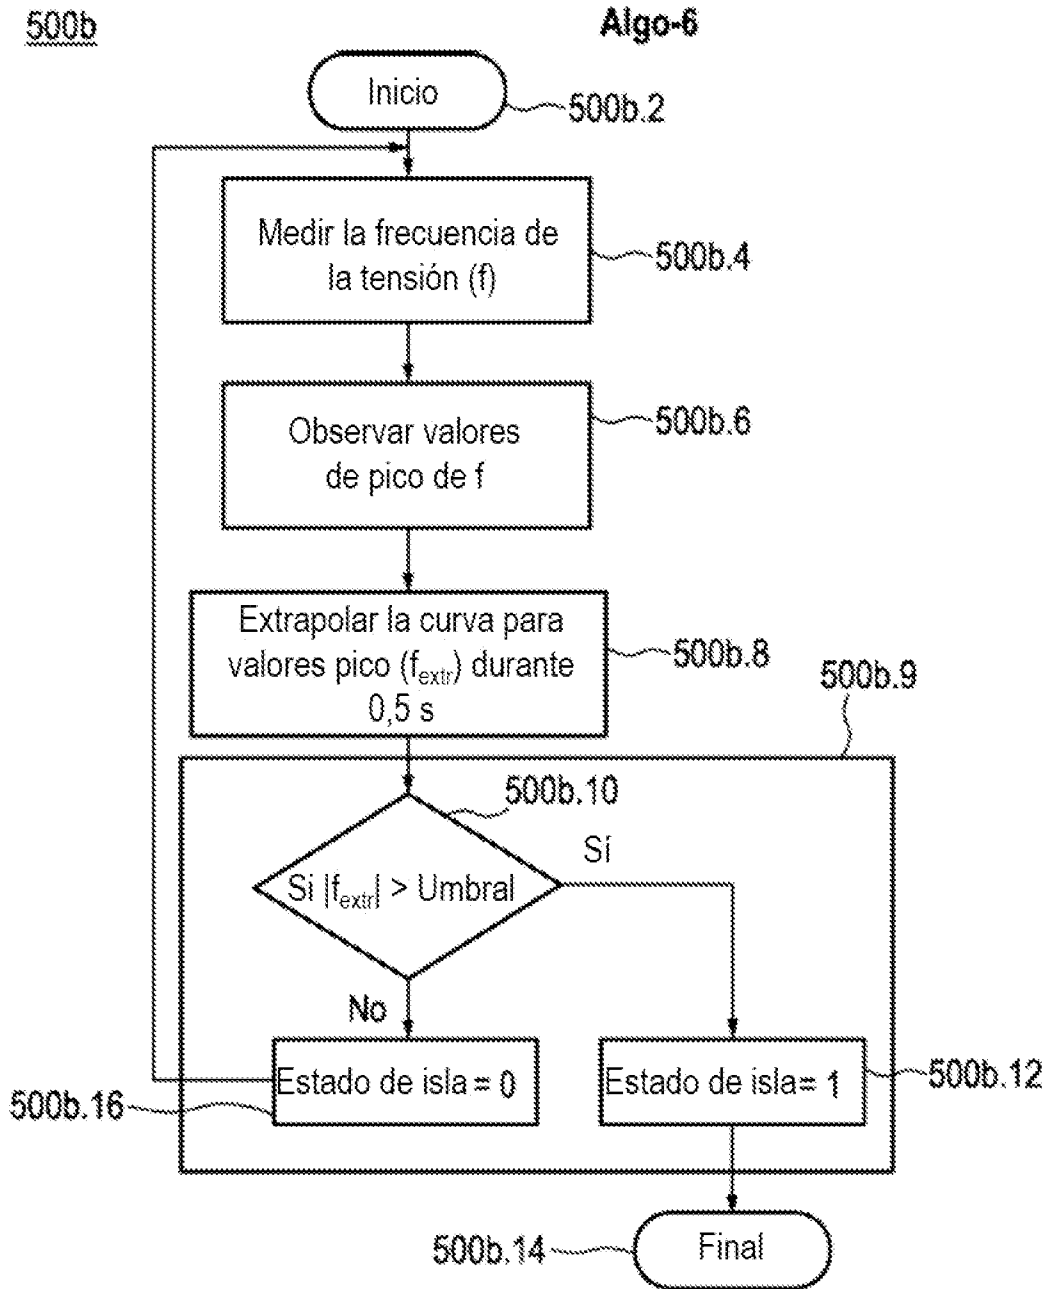 500b
Algo-6
Inicio
500b.2
Medir la frecuencia de
la tensión (f)
500b.4
Observar valores
de pico de f
500b.6
Extrapolar la curva para
valores pico (fextr) durante
0,5 s
500b.8
500b.9
500b.10
Si |fextr| > Umbral
Sí
No
Estado de isla = 0
500b.16
Estado de isla= 1
500b.12
Final
500b.14